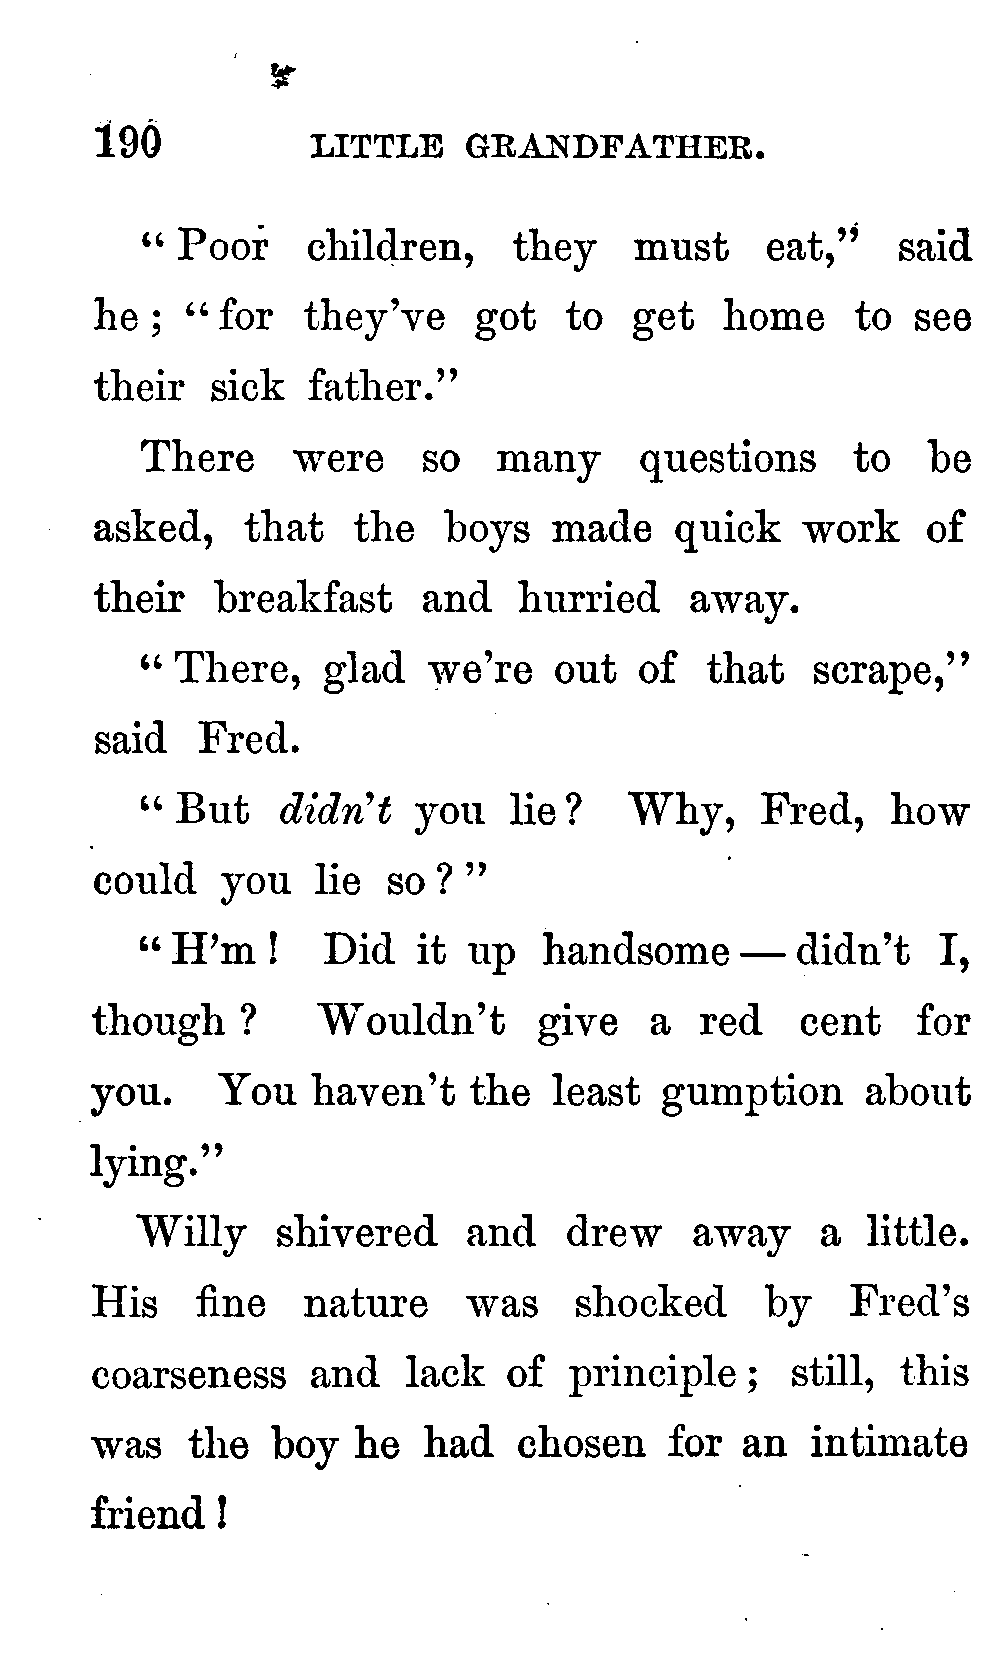 190 LITTLE GRANDFATHER.
“Poor children, they must eat,” said
he; “for they’ve got to get home to see
their sick father.”
There were so many questions to be
asked, that the boys made quick work of
their breakfast and hurried away.
“There, glad we’re out of that scrape,”
said Fred.
“But didn’t you lie? Why, Fred, how
could you lie so?”
“H’m! Did it up handsome — didn’t I,
though? Wouldn’t give a red cent for
you. You haven’t the least gumption about
lying.”
Willy shivered and drew away a little.
His fine nature was shocked by Fred’s
coarseness and lack of principle; still, this
was the boy he had chosen for an intimate
friend!